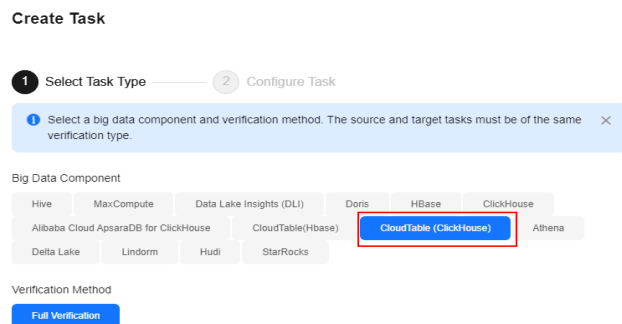 Create Task
1 Select Task Type 2 Configure Task
Select a big data component and verification method. The source and target tasks must be of the same
verification type.
Big Data Component
Hive MaxCompute Data Lake Insights (DLI) Doris HBase ClickHouse
Alibaba Cloud ApsaraDB for ClickHouse CloudTable(Hbase) CloudTable (ClickHouse) Athena
Delta Lake Lindorm Hudi StarRocks
Verification Method
Full Verification